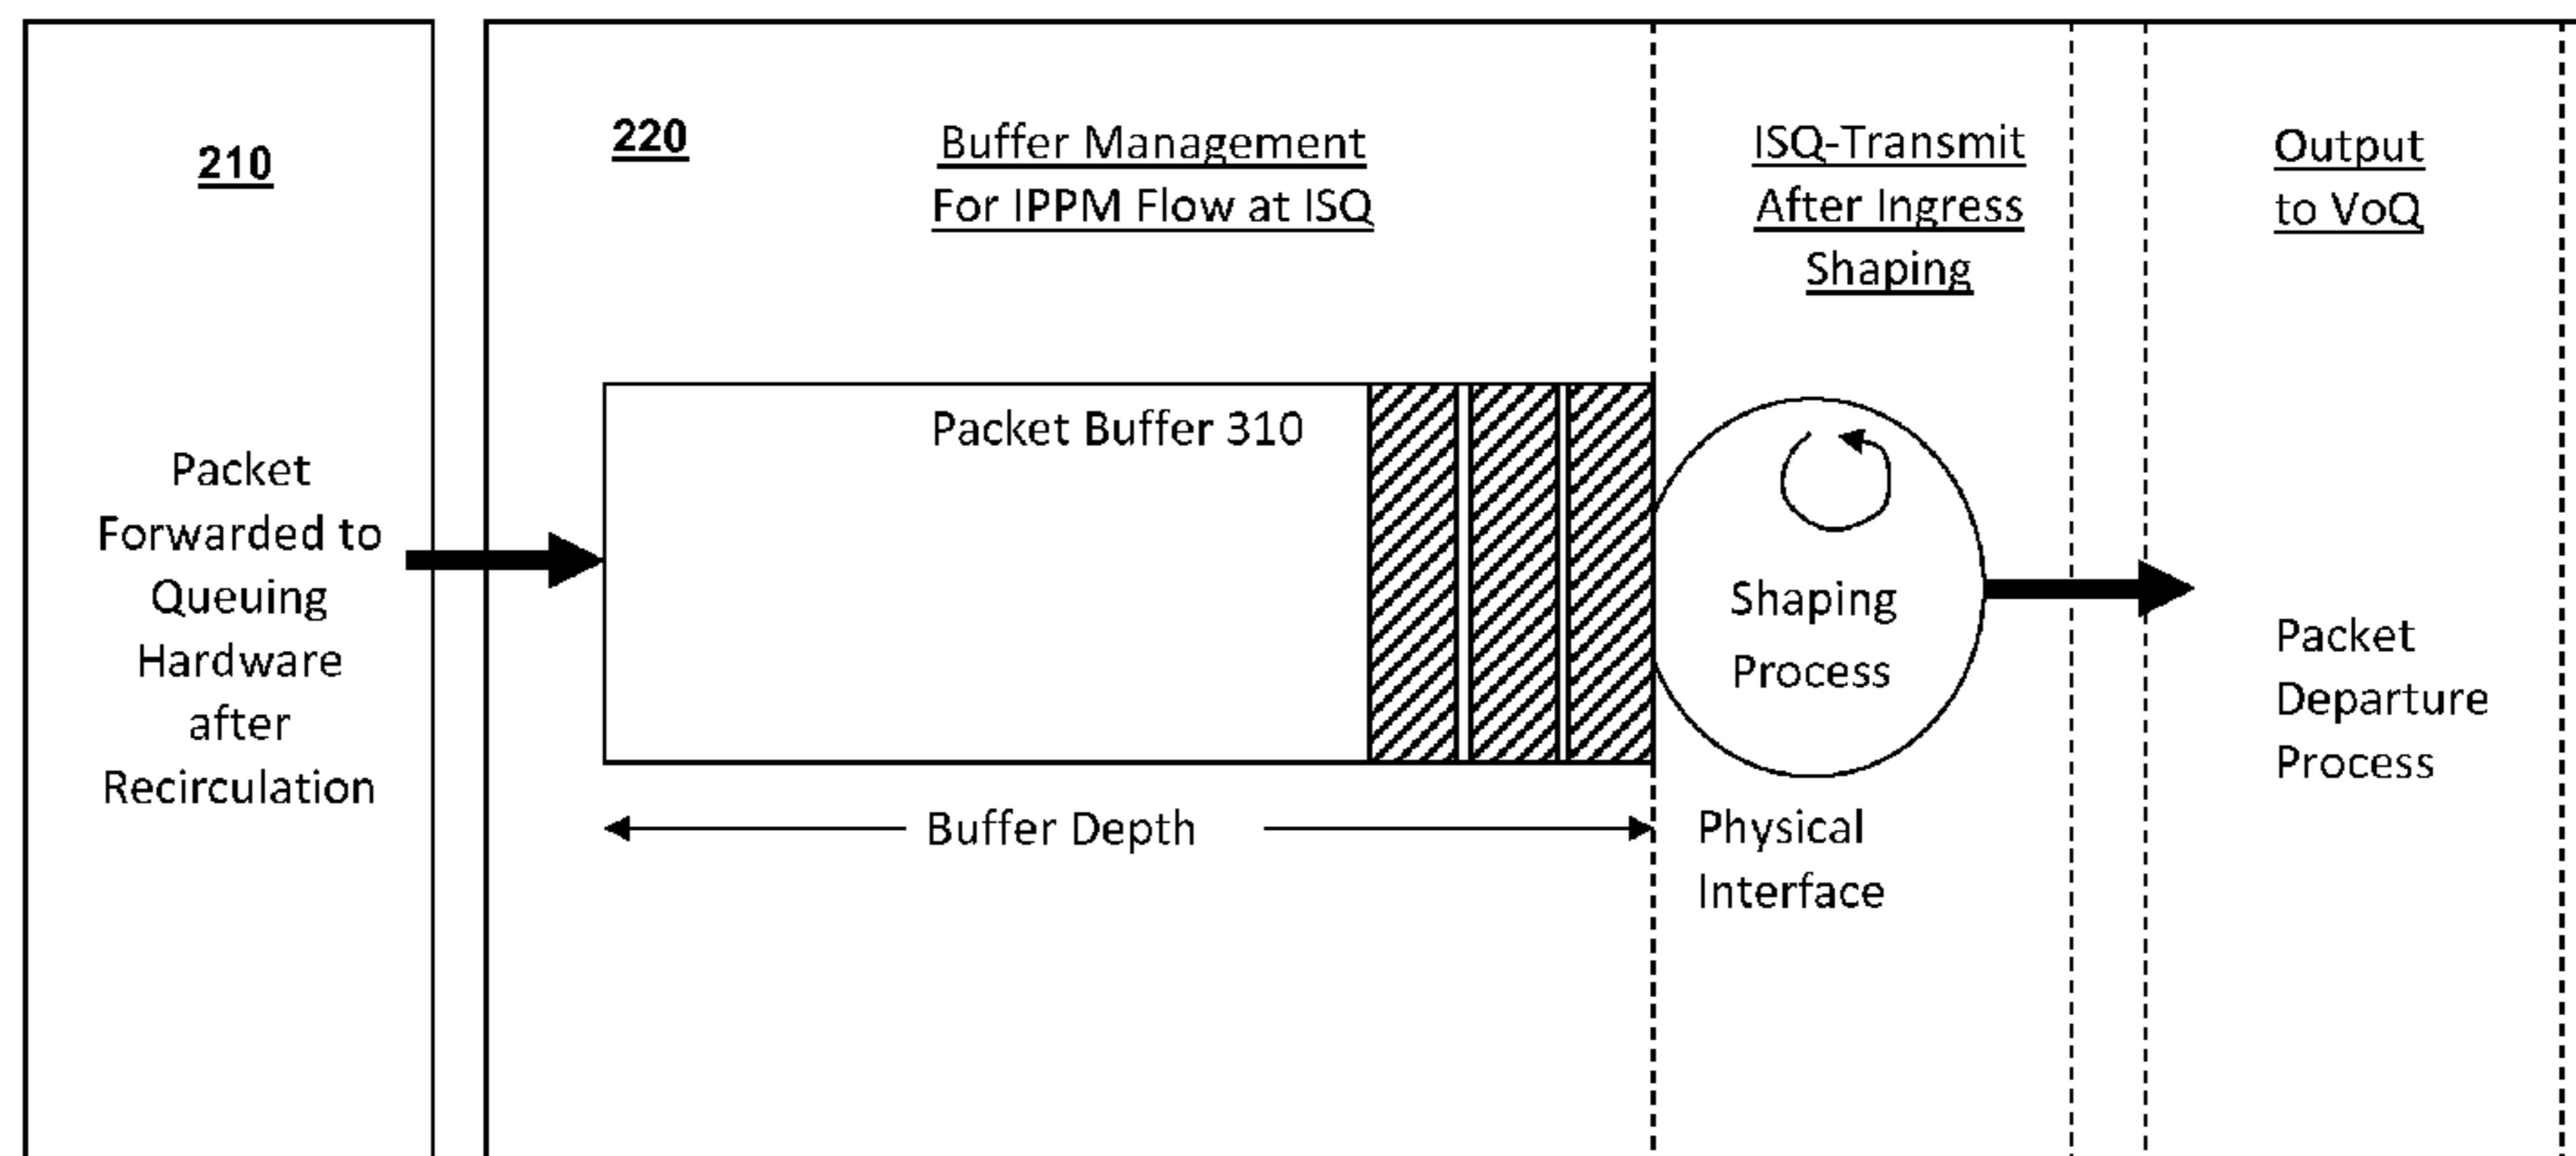 210
Packet
Forwarded to
Queuing
Hardware
after
Recirculation
220
Buffer Management
For IPPM Flow at ISQ
Packet Buffer 310
Buffer Depth
ISQ-Transmit
After Ingress
Shaping
Shaping
Process
Physical
Interface
Output
to VoQ
Packet
Departure
Process